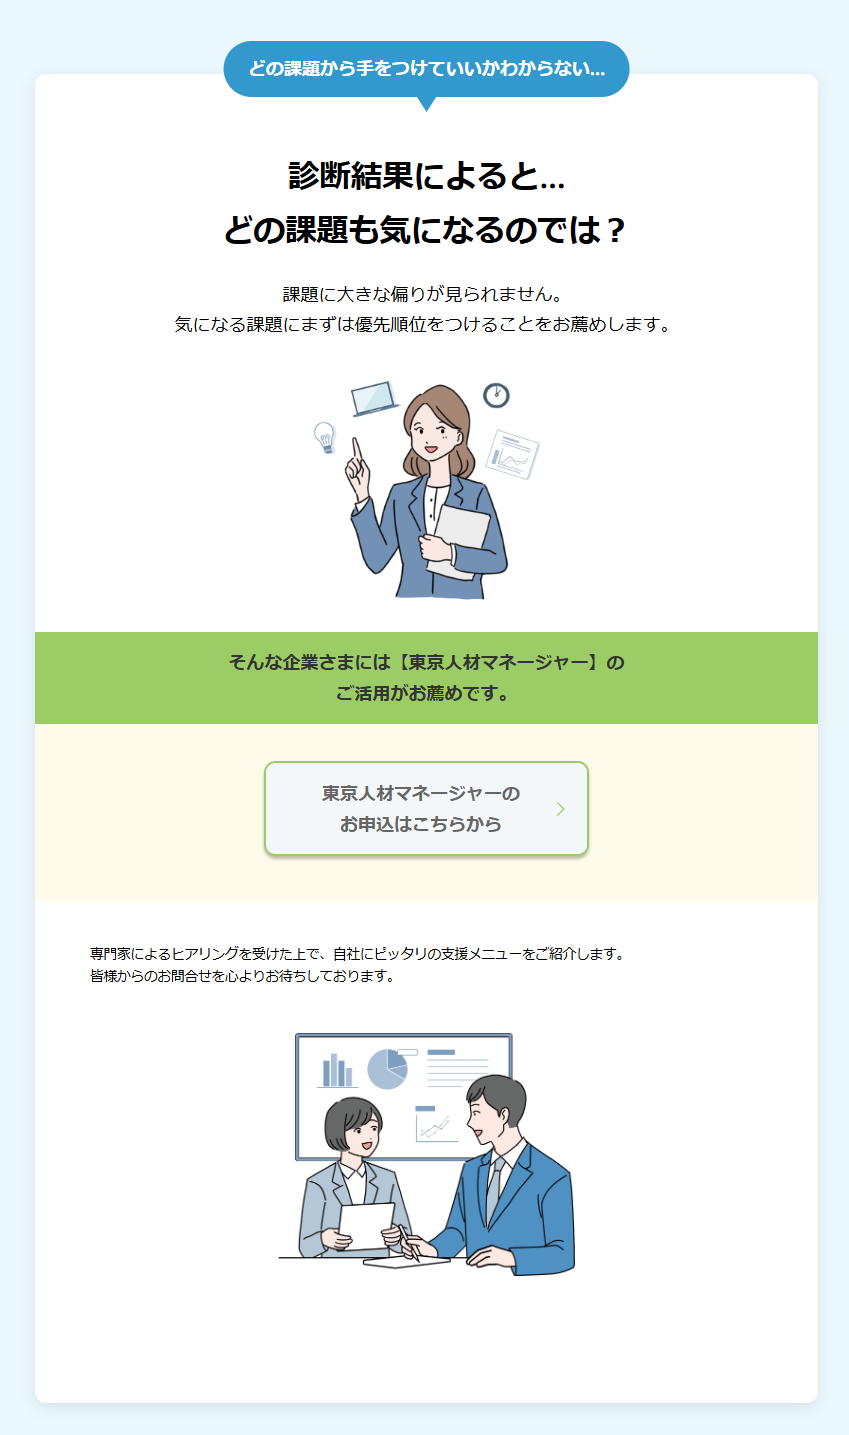 どの課題から手をつけていいかわからない...
診断結果によると...
どの課題も気になるのでは？
課題に大きな偏りが見られません。
気になる課題にまずは優先順位をつけることをお薦めします。
そんな企業さまには【東京人材マネージャー】の
ご活用がお薦めです。
東京人材マネージャーの
お申込はこちらから
専門家によるヒアリングを受けた上で、自社にピッタリの支援メニューをご紹介します。
皆様からのお問合せを心よりお待ちしております。